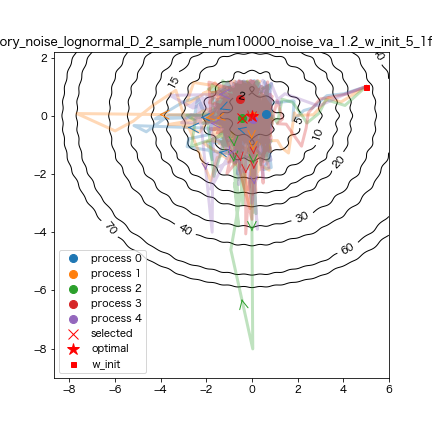 ory_noise_lognormal_D_2_sample_num10000_noise_va_1.2_w_init_5_1f
2
0
−2
−4
−6
−8
−8 −6 −4 −2 0 2 4 6
15
2
5
10
20
30
40
60
70
process 0
process 1
process 2
process 3
process 4
selected
optimal
w_init